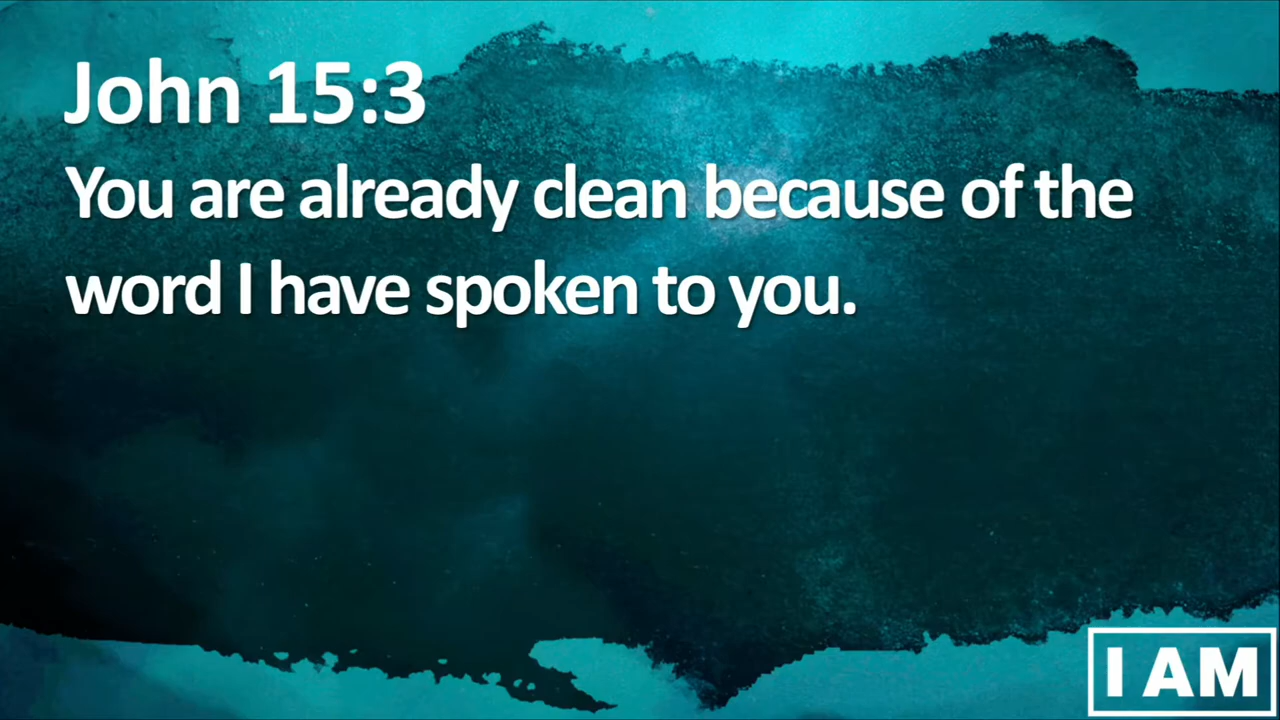 John 15:3
You are already clean because of the
word I have spoken to you.
I AM